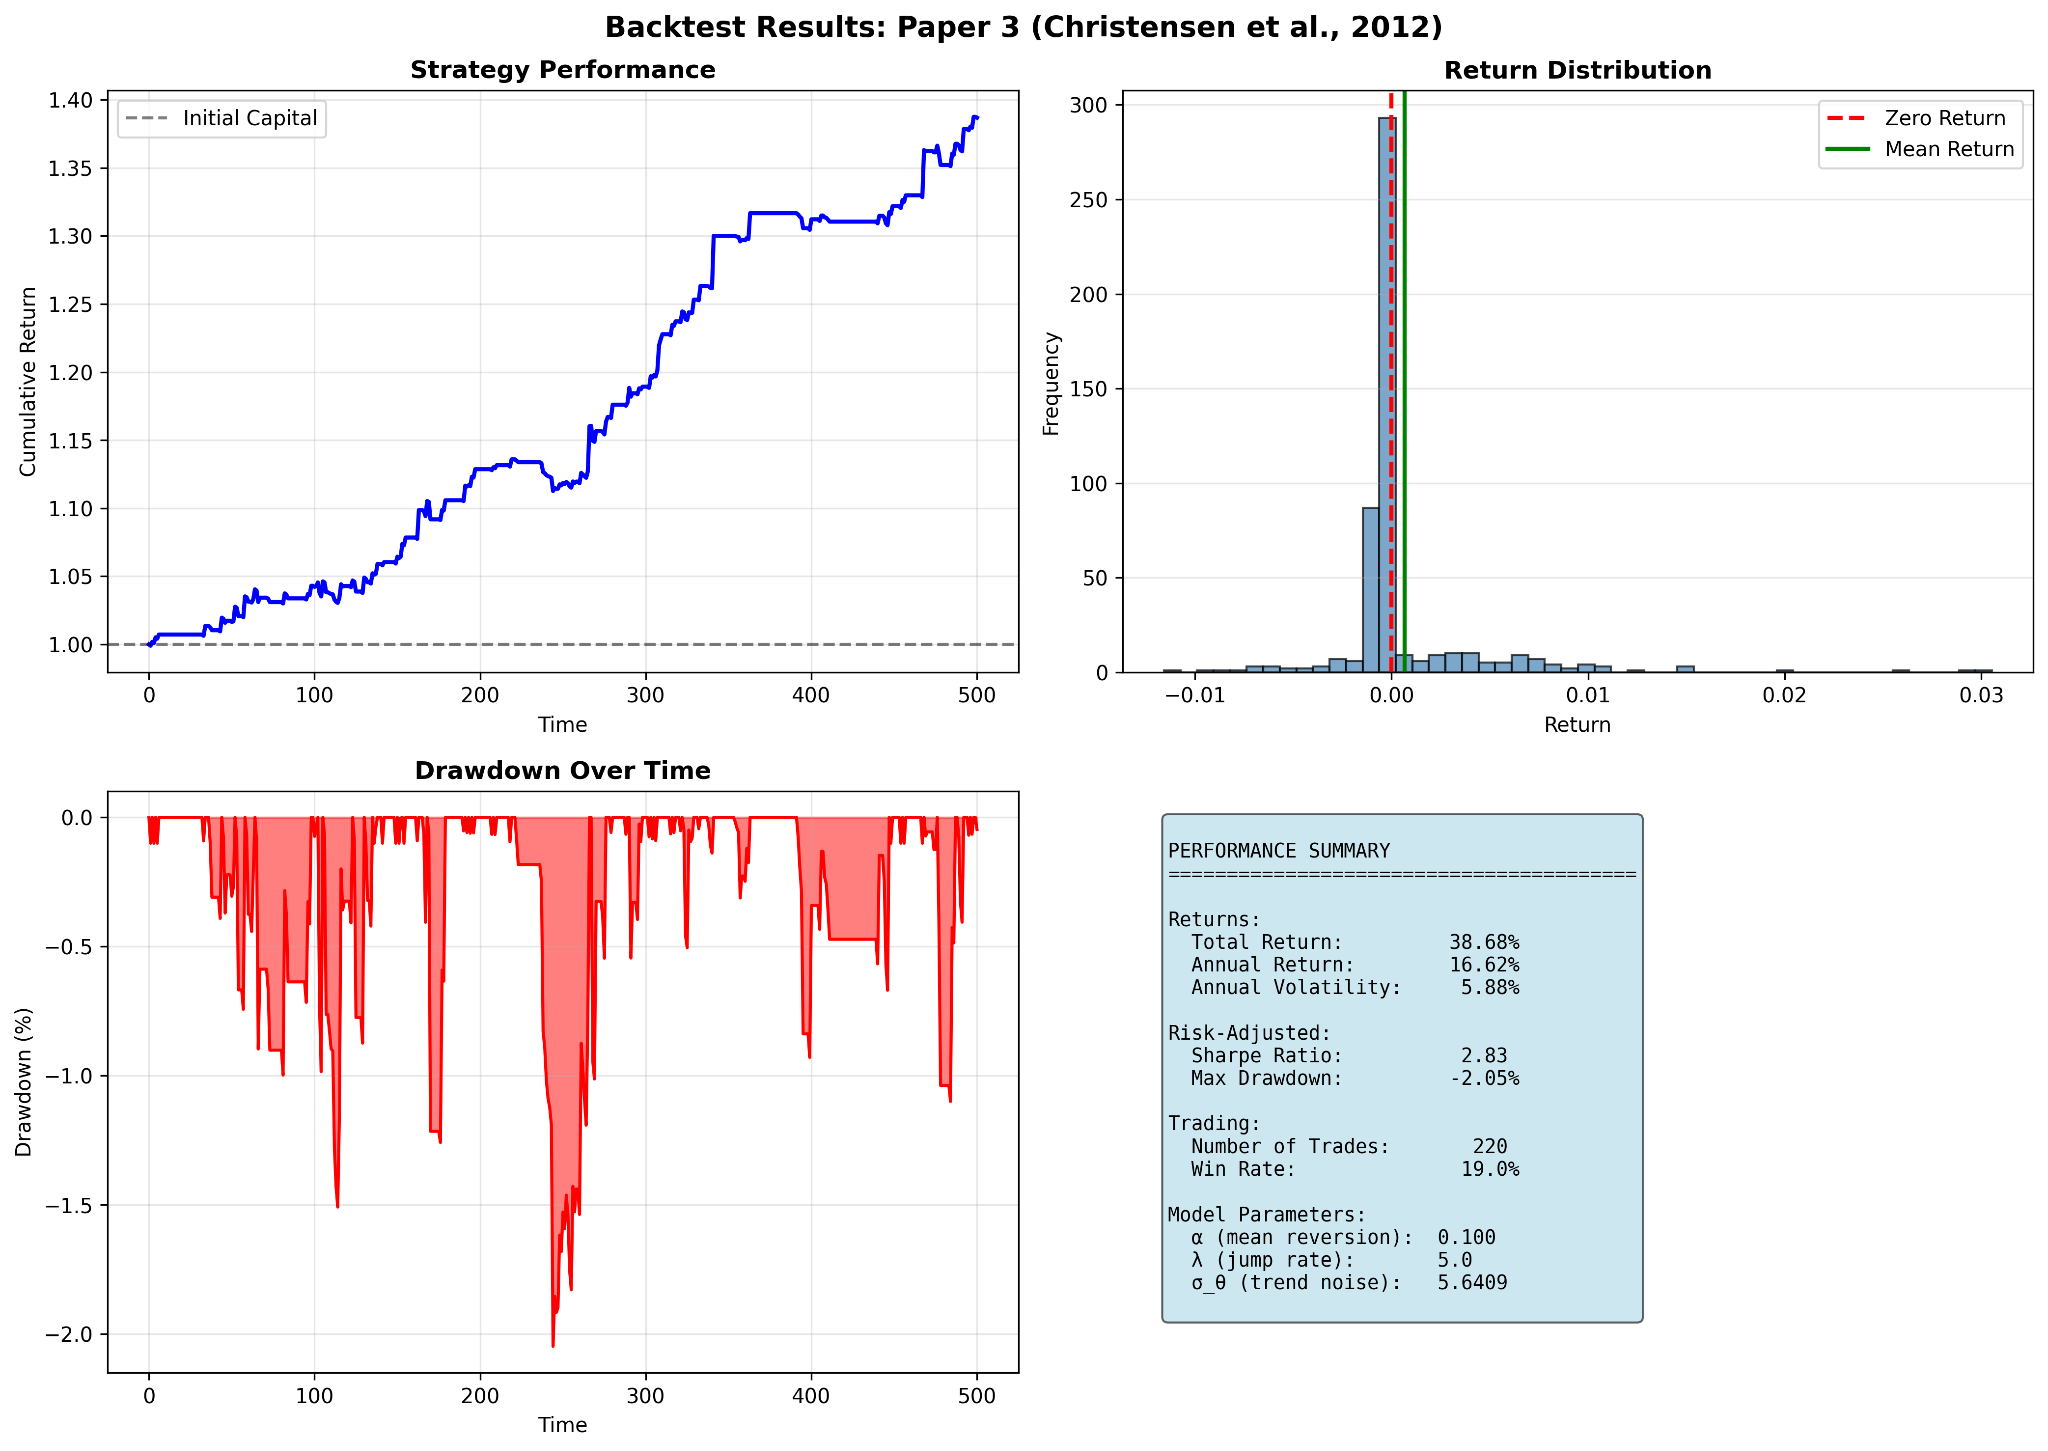 Backtest Results: Paper 3 (Christensen et al., 2012)
Strategy Performance
Initial Capital
1.40
1.35
1.30
1.25
1.20
1.15
1.10
1.05
1.00
Cumulative Return
0 100 200 300 400 500
Time
Return Distribution
Zero Return
Mean Return
300
250
200
150
100
50
0
Frequency
−0.01 0.00 0.01 0.02 0.03
Return
Drawdown Over Time
0.0
−0.5
−1.0
−1.5
−2.0
Drawdown (%)
0 100 200 300 400 500
Time
PERFORMANCE SUMMARY
========================================
Returns:
Total Return: 38.68%
Annual Return: 16.62%
Annual Volatility: 5.88%
Risk-Adjusted:
Sharpe Ratio: 2.83
Max Drawdown: -2.05%
Trading:
Number of Trades: 220
Win Rate: 19.0%
Model Parameters:
α (mean reversion): 0.100
λ (jump rate): 5.0
σ_θ (trend noise): 5.6409